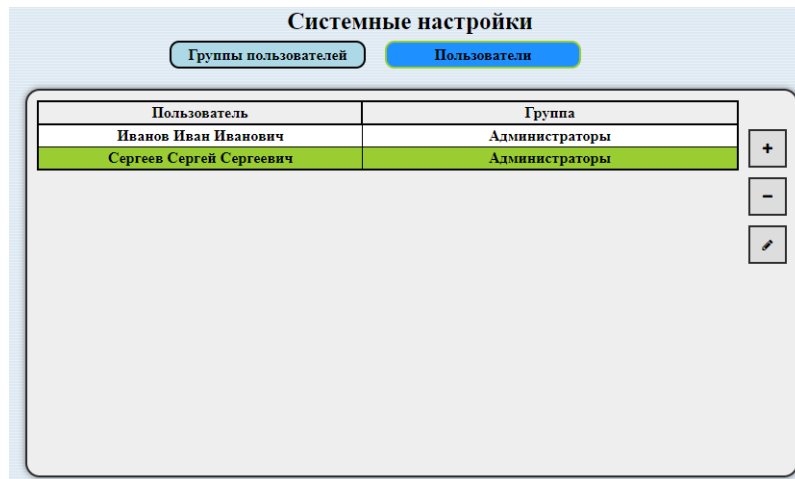 Системные настройки
Группы пользователей Пользователи
Пользователь Группа
Иванов Иван Иванович Администраторы
Сергеев Сергей Сергеевич Администраторы
+
-